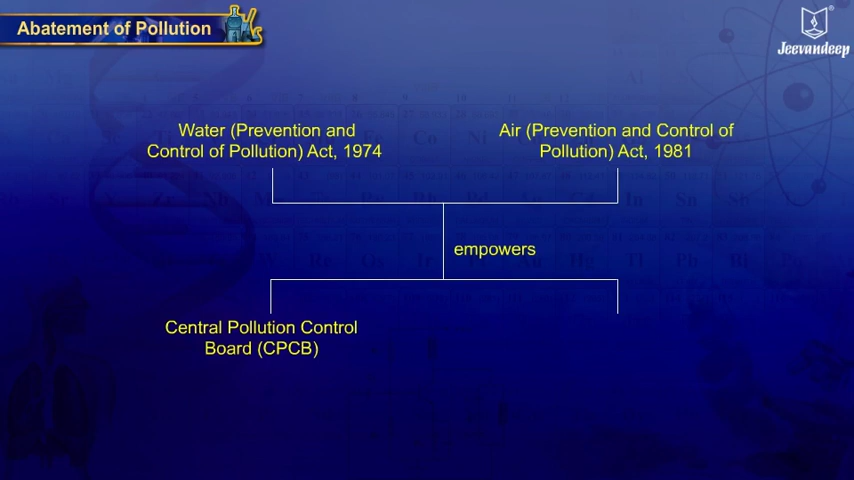 Abatement of Pollution
Jeevandeep
Water (Prevention and
Control of Pollution) Act, 1974
Air (Prevention and Control of
Pollution) Act, 1981
empowers
Central Pollution Control
Board (CPCB)